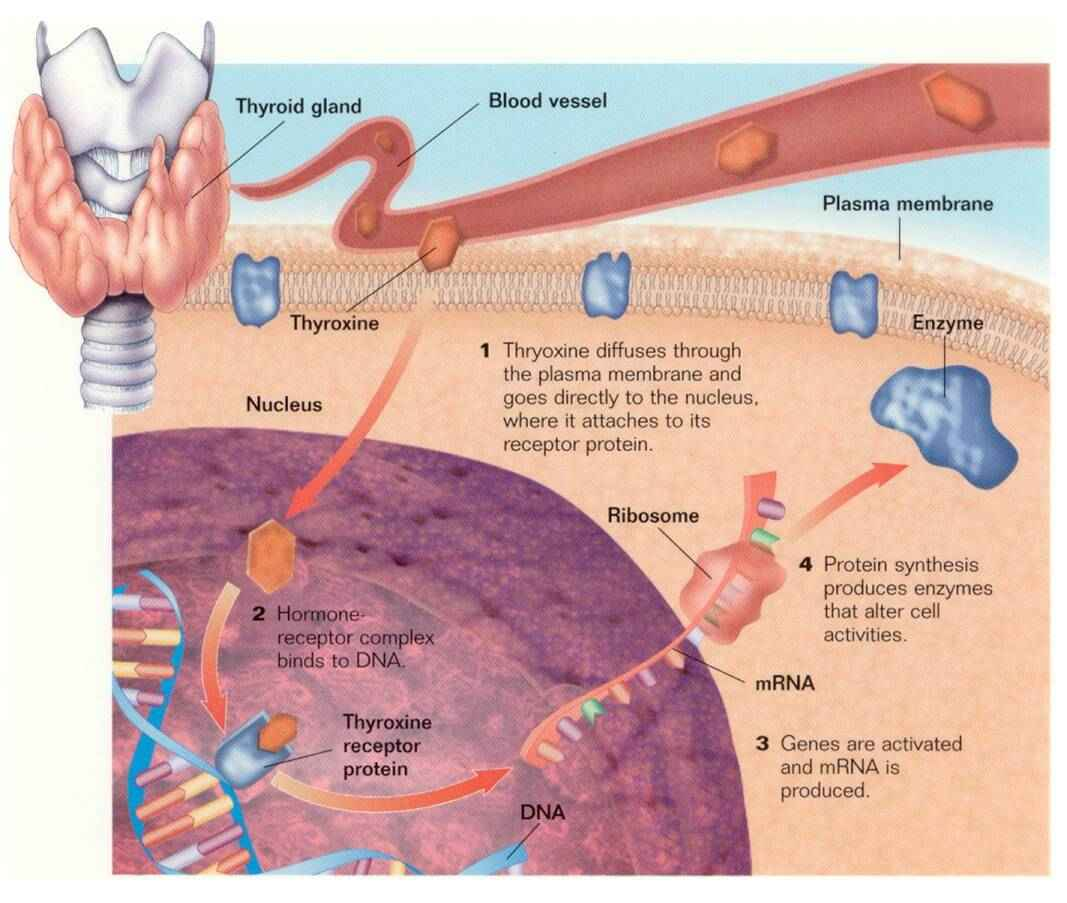 Thyroid gland
Blood vessel
Plasma membrane
Thyroxine
Enzyme
1 Thryoxine diffuses through
the plasma membrane and
goes directly to the nucleus,
where it attaches to its
receptor protein.
Nucleus
Ribosome
4 Protein synthesis
produces enzymes
that alter cell
activities.
2 Hormone-
receptor complex
binds to DNA.
mRNA
Thyroxine
receptor
protein
3 Genes are activated
and mRNA is
produced.
DNA